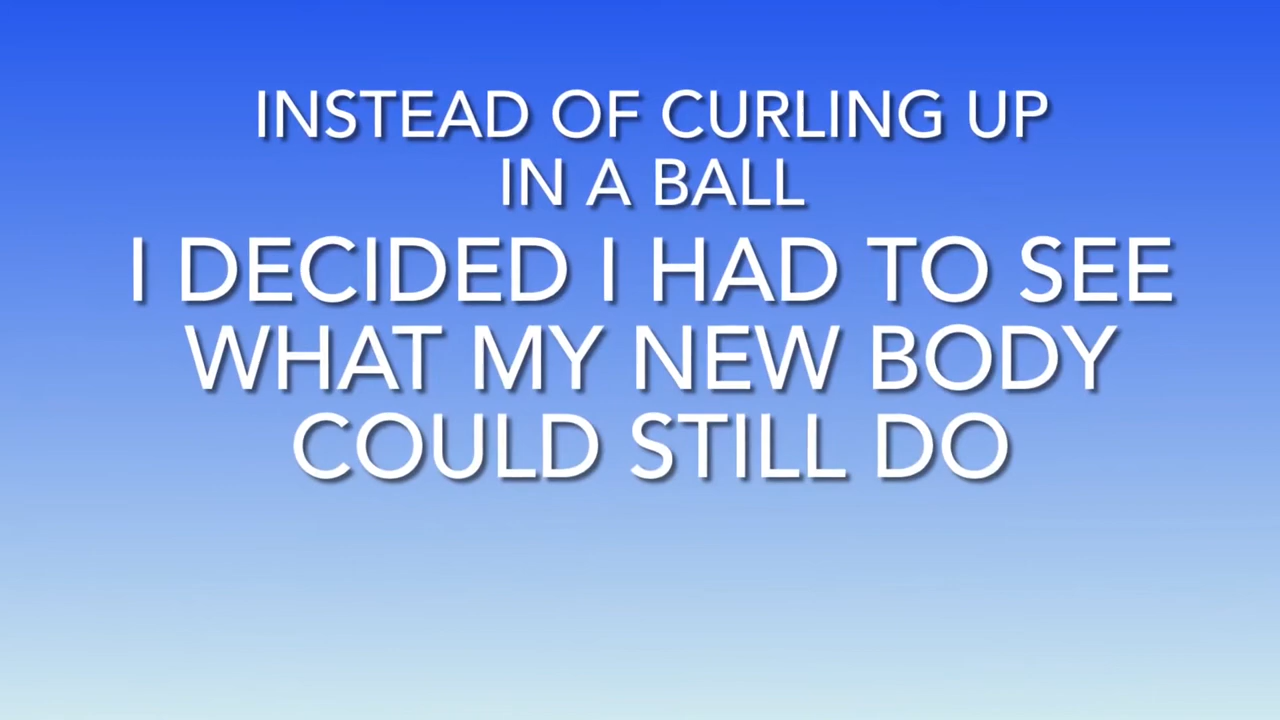 INSTEAD OF CURLING UP
IN A BALL
I DECIDED I HAD TO SEE
WHAT MY NEW BODY
COULD STILL DO